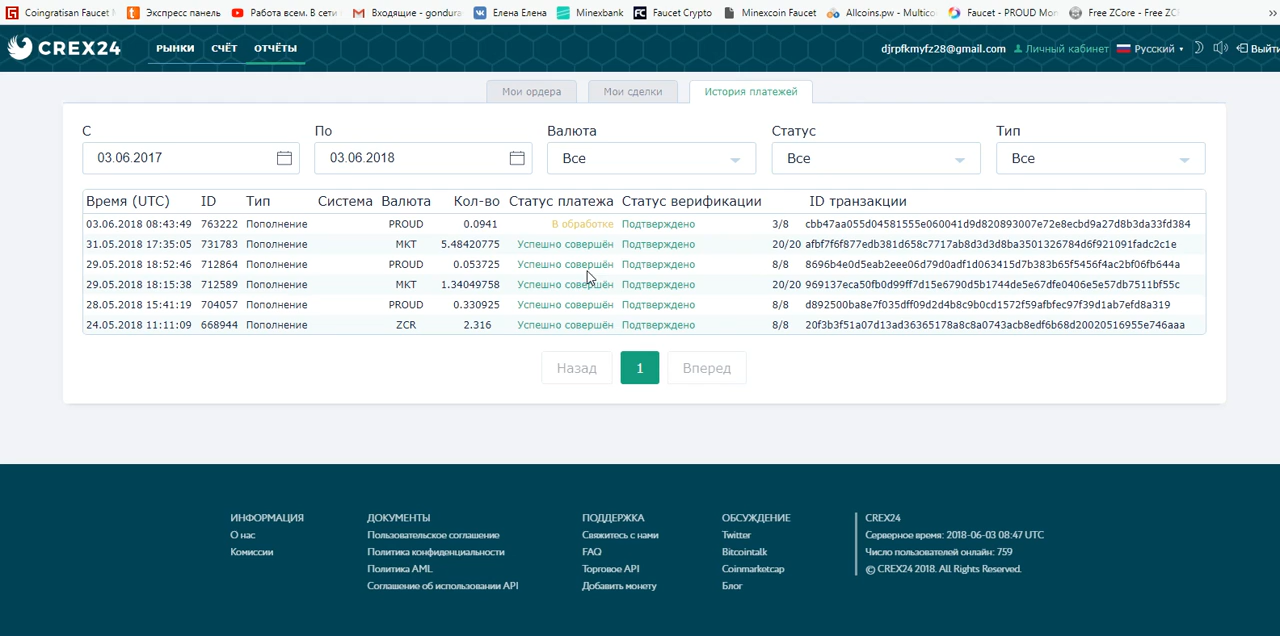 Coingratisan Faucet Экспресс панель Работа всем. В сети Входящие - gondura Елена Елена Minexbank Faucet Crypto Minexcoin Faucet Allcoins.pw - Multico Faucet - PROUD Mon Free ZCore - Free ZC »
CREX24 РЫНКИ СЧЁТ ОТЧЁТЫ djrpfkmyfz28@gmail.com Личный кабинет Русский Выйти
Мои ордера Мои сделки История платежей
С По Валюта Статус Тип
03.06.2017 03.06.2018 Все Все Все
Время (UTC) ID Тип Система Валюта Кол-во Статус платежа Статус верификации ID транзакции
03.06.2018 08:43:49 763222 Пополнение PROUD 0.0941 В обработке Подтверждено 3/8 cbb47aa055d04581555e060041d9d820893007e72e8ecbd9a27d8b3da33fd384
31.05.2018 17:35:05 731783 Пополнение МКТ 5.48420775 Успешно совершён Подтверждено 20/20 afbf7f6f877edb381d658c7717ab8d3d3d8ba3501326784d6f921091fadc2c1e
29.05.2018 18:52:46 712864 Пополнение PROUD 0.053725 Успешно совершён Подтверждено 8/8 8696b4e0d5eab2eee06d79d0adf1d063415d7b383b65f5456f4ac2bf06fb644a
29.05.2018 18:15:38 712589 Пополнение МКТ 1.34049758 Успешно совершён Подтверждено 20/20 969137eca50fb0d99ff7d15e6790d5b1744de5e67dfe0406e5e57db7511bf55c
28.05.2018 15:41:19 704057 Пополнение PROUD 0.330925 Успешно совершён Подтверждено 8/8 d892500ba8e7f035dff09d2d4b8c9b0cd1572f59afbfec97f39d1ab7efd8a319
24.05.2018 11:11:09 668944 Пополнение ZCR 2.316 Успешно совершён Подтверждено 8/8 20f3b3f51a07d13ad36365178a8c8a0743acb8edf6b68d20020516955e746aaa
Назад 1 Вперед
ИНФОРМАЦИЯ ДОКУМЕНТЫ ПОДДЕРЖКА ОБСУЖДЕНИЕ CREX24
О нас Пользовательское соглашение Свяжитесь с нами Twitter Серверное время: 2018-06-03 08:47 UTC
Комиссии Политика конфиденциальности FAQ Bitcointalk Число пользователей онлайн: 759
Политика AML Торговое API Coinmarketcap © CREX24 2018. All Rights Reserved.
Соглашение об использовании API Добавить монету Блог